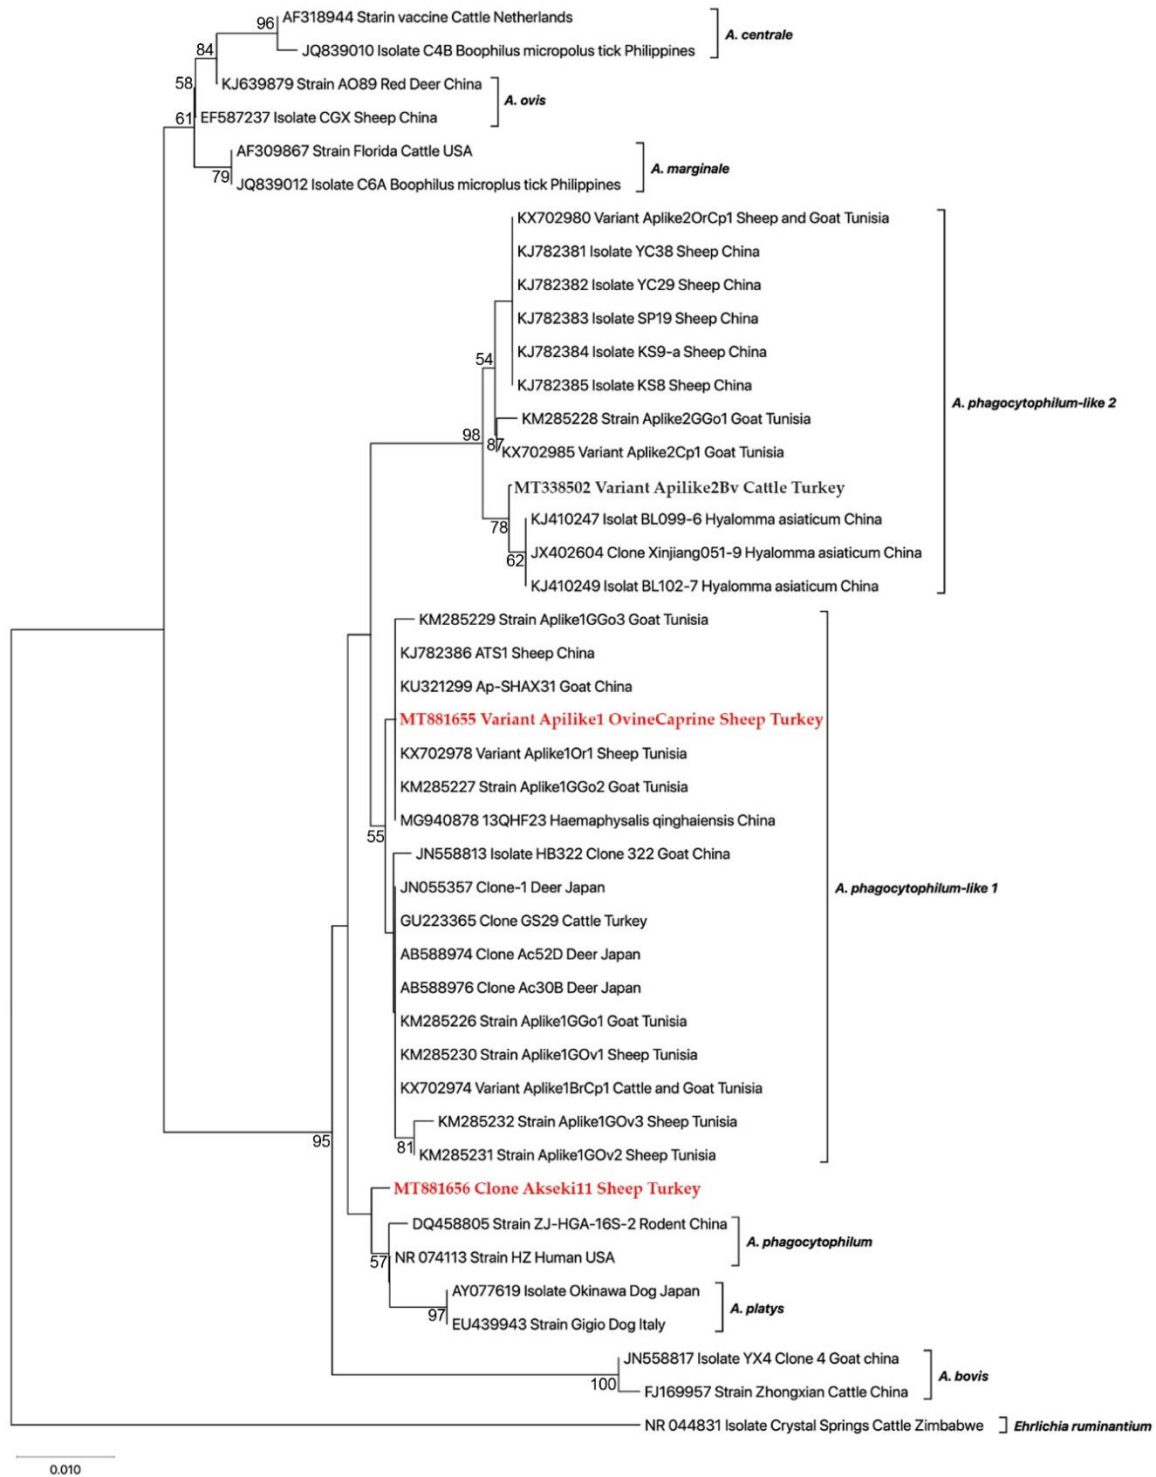 96
AF318944 Starin vaccine Cattle Netherlands
JQ839010 Isolate C4B Boophilus micropolus tick Philippines
A. centrale
84
58
KJ639879 Strain AO89 Red Deer China
A. ovis
61
EF587237 Isolate CGX Sheep China
AF309867 Strain Florida Cattle USA
A. marginale
79
JQ839012 Isolate C6A Boophilus microplus tick Philippines
KX702980 Variant Aplike2OrCp1 Sheep and Goat Tunisia
KJ782381 Isolate YC38 Sheep China
KJ782382 Isolate YC29 Sheep China
KJ782383 Isolate SP19 Sheep China
KJ782384 Isolate KS9-a Sheep China
54
KJ782385 Isolate KS8 Sheep China
A. phagocytophilum-like 2
KM285228 Strain Aplike2GGo1 Goat Tunisia
98
87
KX702985 Variant Aplike2Cp1 Goat Tunisia
MT338502 Variant Apilike2Bv Cattle Turkey
78
KJ410247 Isolat BL099-6 Hyalomma asiaticum China
JX402604 Clone Xinjiang051-9 Hyalomma asiaticum China
62
KJ410249 Isolat BL102-7 Hyalomma asiaticum China
KM285229 Strain Aplike1GGo3 Goat Tunisia
KJ782386 ATS1 Sheep China
KU321299 Ap-SHAX31 Goat China
MT881655 Variant Apilike1 OvineCaprine Sheep Turkey
KX702978 Variant Aplike1Or1 Sheep Tunisia
KM285227 Strain Aplike1GGo2 Goat Tunisia
MG940878 13QHF23 Haemaphysalis qinghaiensis China
55
JN558813 Isolate HB322 Clone 322 Goat China
JN055357 Clone-1 Deer Japan
A. phagocytophilum-like 1
GU223365 Clone GS29 Cattle Turkey
AB588974 Clone Ac52D Deer Japan
AB588976 Clone Ac30B Deer Japan
KM285226 Strain Aplike1GGo1 Goat Tunisia
KM285230 Strain Aplike1GOv1 Sheep Tunisia
KX702974 Variant Aplike1BrCp1 Cattle and Goat Tunisia
KM285232 Strain Aplike1GOv3 Sheep Tunisia
95
81
KM285231 Strain Aplike1GOv2 Sheep Tunisia
MT881656 Clone Akseki11 Sheep Turkey
DQ458805 Strain ZJ-HGA-16S-2 Rodent China
A. phagocytophilum
57
NR 074113 Strain HZ Human USA
AY077619 Isolate Okinawa Dog Japan
A. platys
97
EU439943 Strain Gigio Dog Italy
JN558817 Isolate YX4 Clone 4 Goat china
A. bovis
100
FJ169957 Strain Zhongxian Cattle China
NR 044831 Isolate Crystal Springs Cattle Zimbabwe
Ehrlichia ruminantium
0.010